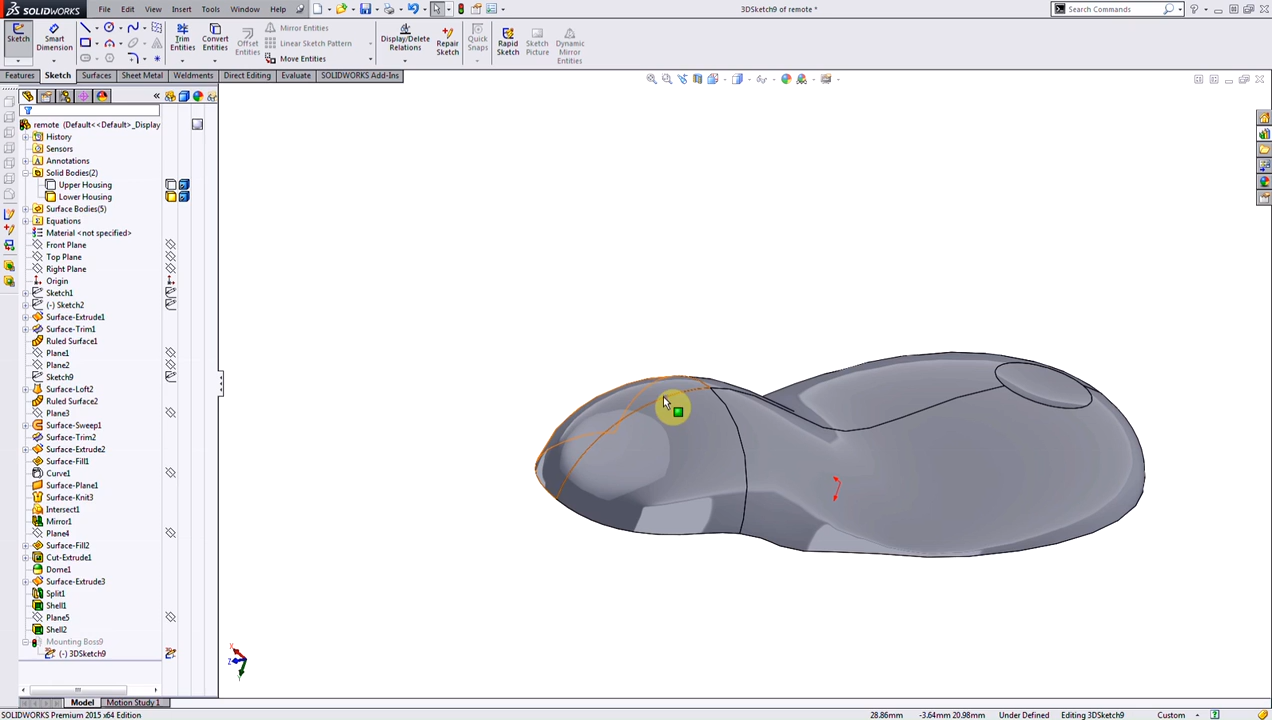 SOLIDWORKS File Edit View Insert Tools Window Help 3DSketch9 of remote * Search Commands
Sketch Smart Dimension Trim Entities Convert Entities Offset Entities Mirror Entities Linear Sketch Pattern Move Entities Display/Delete Relations Repair Sketch Quick Snaps Rapid Sketch Sketch Picture Dynamic Mirror Entities
Features Sketch Surfaces Sheet Metal Weldments Direct Editing Evaluate SOLIDWORKS Add-Ins
remote (Default<<Default>_Display
History
Sensors
Annotations
Solid Bodies(2)
Upper Housing
Lower Housing
Surface Bodies(5)
Equations
Material <not specified>
Front Plane
Top Plane
Right Plane
Origin
Sketch1
(-) Sketch2
Surface-Extrude1
Surface-Trim1
Ruled Surface1
Plane1
Plane2
Sketch9
Surface-Loft2
Ruled Surface2
Plane3
Surface-Sweep1
Surface-Trim2
Surface-Extrude2
Surface-Fill1
Curve1
Surface-Plane1
Surface-Knit3
Intersect1
Mirror1
Plane4
Surface-Fill2
Cut-Extrude1
Dome1
Surface-Extrude3
Split1
Shell1
Plane5
Shell2
Mounting Boss9
(-) 3DSketch9
X
Z
Y
Model Motion Study 1
SOLIDWORKS Premium 2015 x64 Edition 28.86mm -3.64mm 20.98mm Under Defined Editing 3DSketch9 Custom